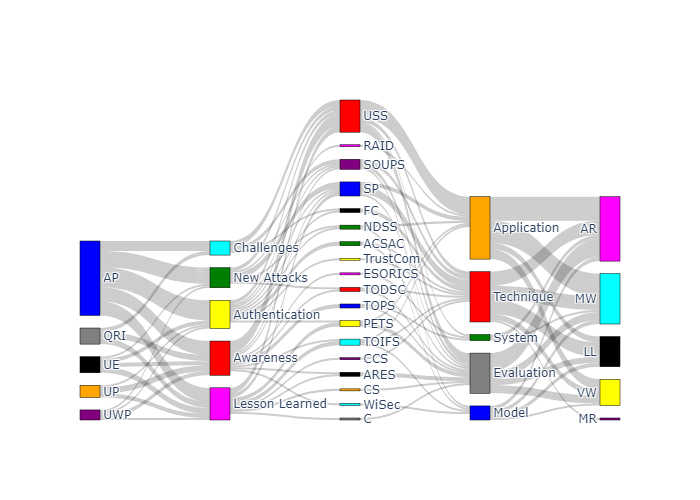 AP
QRI
UE
UP
UWP
Challenges
New Attacks
Authentication
Awareness
Lesson Learned
USS
RAID
SOUPS
SP
FC
NDSS
ACSAC
TrustCom
ESORICS
TODSC
TOPS
PETS
TOIFS
CCS
ARES
CS
WiSec
C
Application
Technique
System
Evaluation
Model
AR
MW
LL
VW
MR